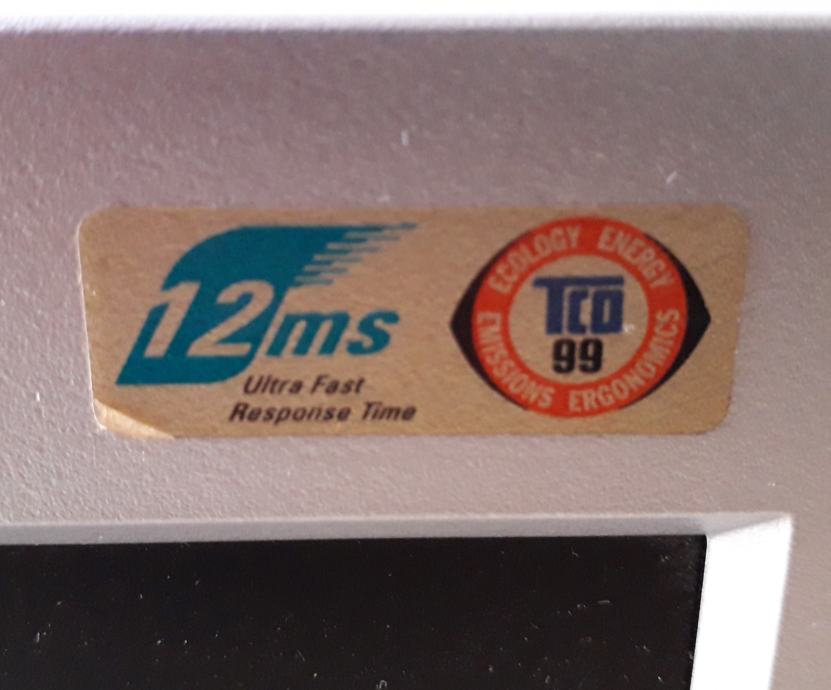 12ms
Ultra Fast
Response Time
ECOLOGY ENERGY
TCO
99
EMISSIONS ERGONOMICS